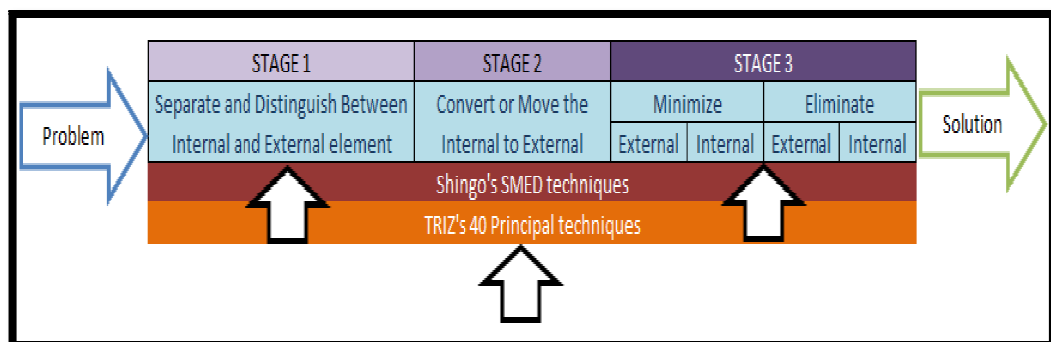 Problem
STAGE 1
STAGE 2
STAGE 3
Separate and Distinguish Between
Internal and External element
Convert or Move the
Internal to External
Minimize
Eliminate
External
Internal
External
Internal
Shingo's SMED techniques
TRIZ's 40 Principal techniques
Solution